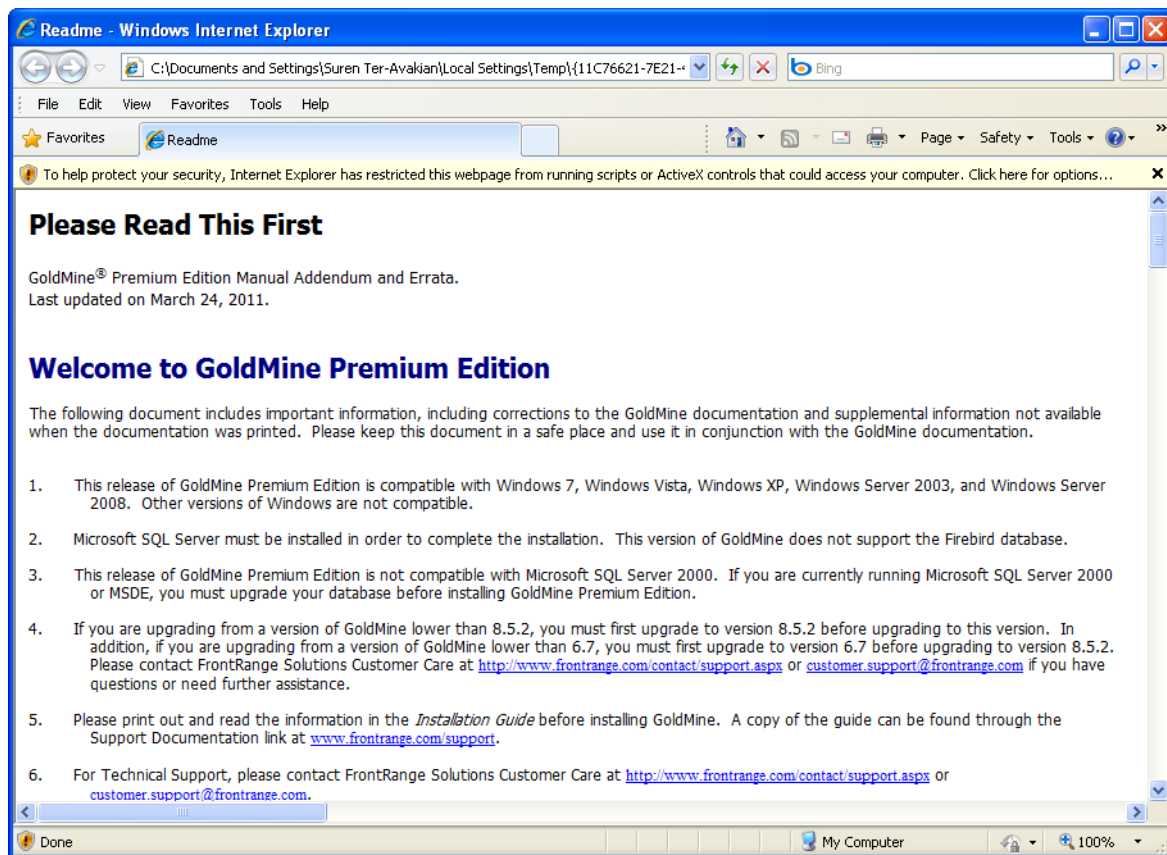 Readme - Windows Internet Explorer
C:\Documents and Settings\Suren Ter-Avakian\Local Settings\Temp\{11C76621-7E21-
Bing
File Edit View Favorites Tools Help
Favorites Readme Page Safety Tools »
To help protect your security, Internet Explorer has restricted this webpage from running scripts or ActiveX controls that could access your computer. Click here for options...
Please Read This First
GoldMine® Premium Edition Manual Addendum and Errata.
Last updated on March 24, 2011.
Welcome to GoldMine Premium Edition
The following document includes important information, including corrections to the GoldMine documentation and supplemental information not available
when the documentation was printed. Please keep this document in a safe place and use it in conjunction with the GoldMine documentation.
1. This release of GoldMine Premium Edition is compatible with Windows 7, Windows Vista, Windows XP, Windows Server 2003, and Windows Server
2008. Other versions of Windows are not compatible.
2. Microsoft SQL Server must be installed in order to complete the installation. This version of GoldMine does not support the Firebird database.
3. This release of GoldMine Premium Edition is not compatible with Microsoft SQL Server 2000. If you are currently running Microsoft SQL Server 2000
or MSDE, you must upgrade your database before installing GoldMine Premium Edition.
4. If you are upgrading from a version of GoldMine lower than 8.5.2, you must first upgrade to version 8.5.2 before upgrading to this version. In
addition, if you are upgrading from a version of GoldMine lower than 6.7, you must first upgrade to version 6.7 before upgrading to version 8.5.2.
Please contact FrontRange Solutions Customer Care at http://www.frontrange.com/contact/support.aspx or customer.support@frontrange.com if you have
questions or need further assistance.
5. Please print out and read the information in the Installation Guide before installing GoldMine. A copy of the guide can be found through the
Support Documentation link at www.frontrange.com/support.
6. For Technical Support, please contact FrontRange Solutions Customer Care at http://www.frontrange.com/contact/support.aspx or
customer.support@frontrange.com.
Done My Computer 100%